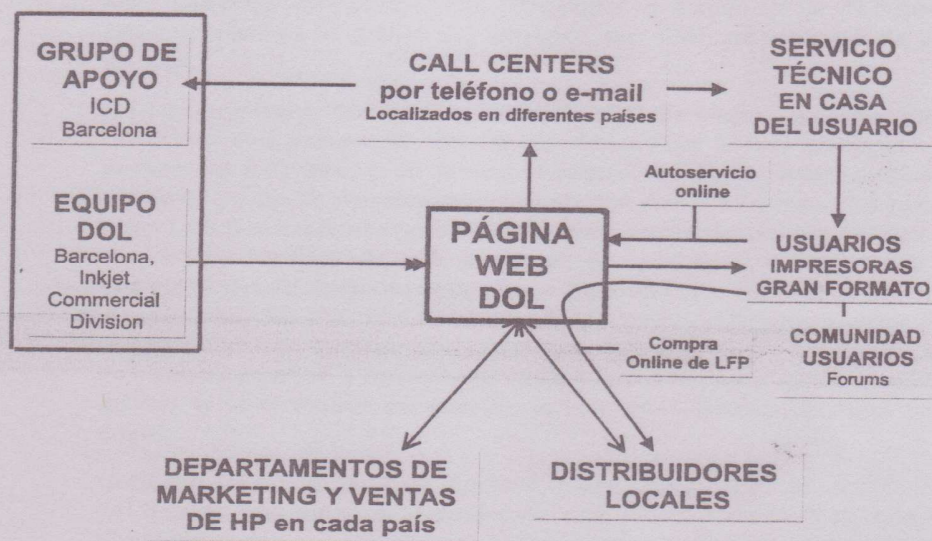 GRUPO DE
APOYO
ICD
Barcelona
CALL CENTERS
por teléfono o e-mail
Localizados en diferentes países
SERVICIO
TÉCNICO
EN CASA
DEL USUARIO
Autoservicio
online
EQUIPO
DOL
Barcelona,
Inkjet
Commercial
Division
PÁGINA
WEB
DOL
USUARIOS
IMPRESORAS
GRAN FORMATO
COMUNIDAD
USUARIOS
Forums
Compra
Online de LFP
DEPARTAMENTOS DE
MARKETING Y VENTAS
DE HP en cada país
DISTRIBUIDORES
LOCALES